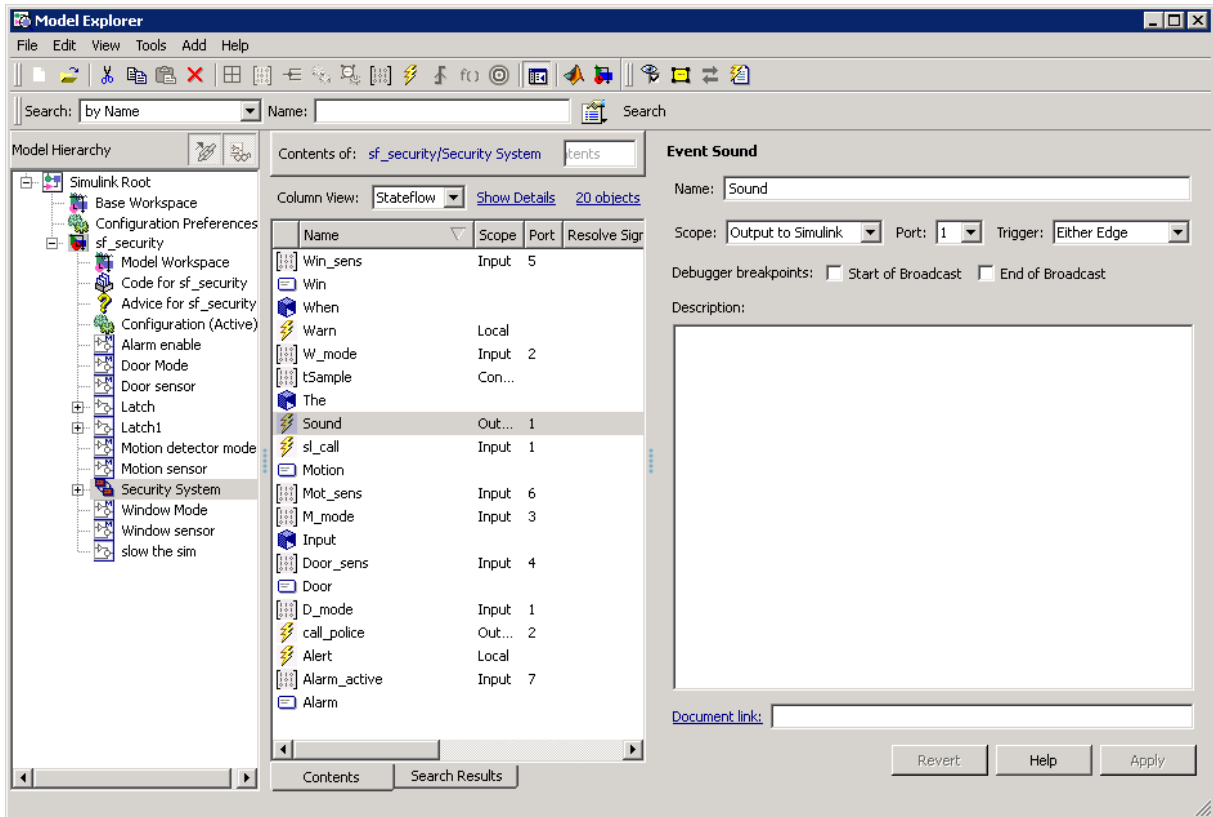 Model Explorer
File Edit View Tools Add Help
f()
Search: by Name Name: Search
Model Hierarchy
Simulink Root
Base Workspace
Configuration Preferences
sf_security
Model Workspace
Code for sf_security
Advice for sf_security
Configuration (Active)
Alarm enable
Door Mode
Door sensor
Latch
Latch1
Motion detector mode
Motion sensor
Security System
Window Mode
Window sensor
slow the sim
Contents of: sf_security/Security System tents
Column View: Stateflow Show Details 20 objects
Name Scope Port Resolve Sigr
Win_sens Input 5
Win
When
Warn Local
W_mode Input 2
tSample Con...
The
Sound Out... 1
sl_call Input 1
Motion
Mot_sens Input 6
M_mode Input 3
Input
Door_sens Input 4
Door
D_mode Input 1
call_police Out... 2
Alert Local
Alarm_active Input 7
Alarm
Contents Search Results
Event Sound
Name: Sound
Scope: Output to Simulink Port: 1 Trigger: Either Edge
Debugger breakpoints: Start of Broadcast End of Broadcast
Description:
Document link:
Revert Help Apply